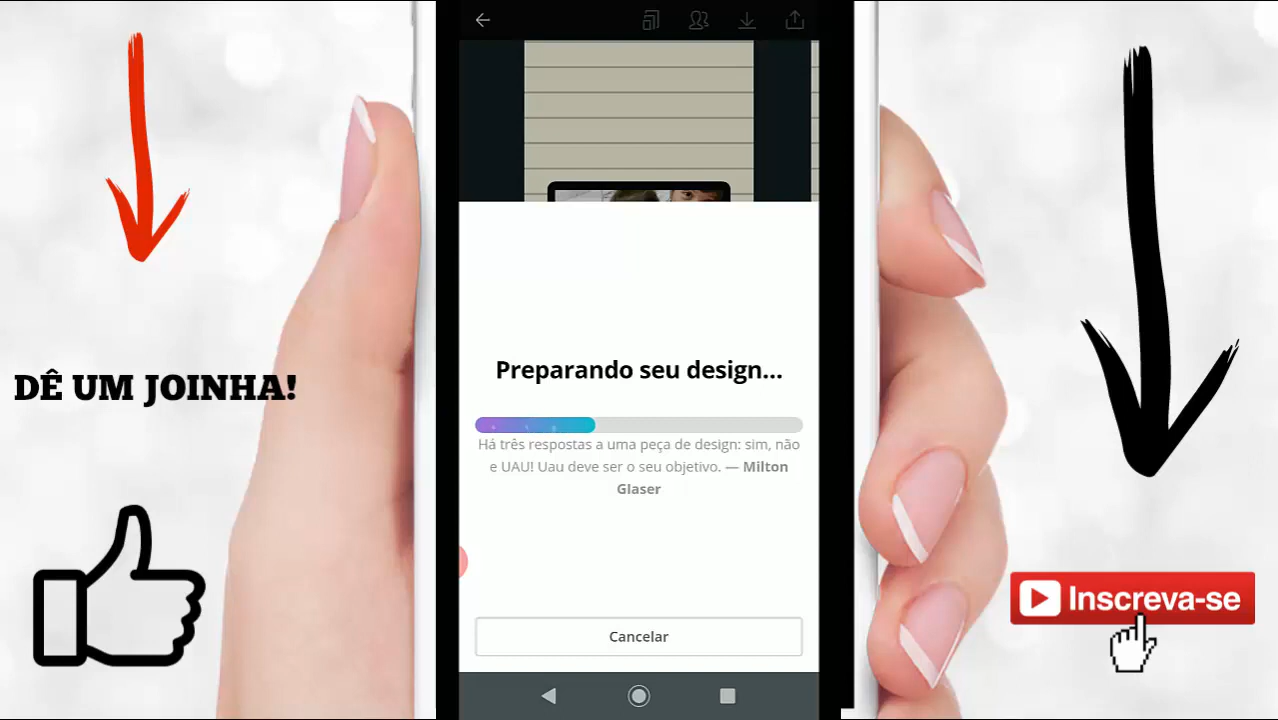 Preparando seu design...
DÊ UM JOINHA!
Há três respostas a uma peça de design: sim, não
e UAU! Uau deve ser o seu objetivo. — Milton
Glaser
Inscreva-se
Cancelar